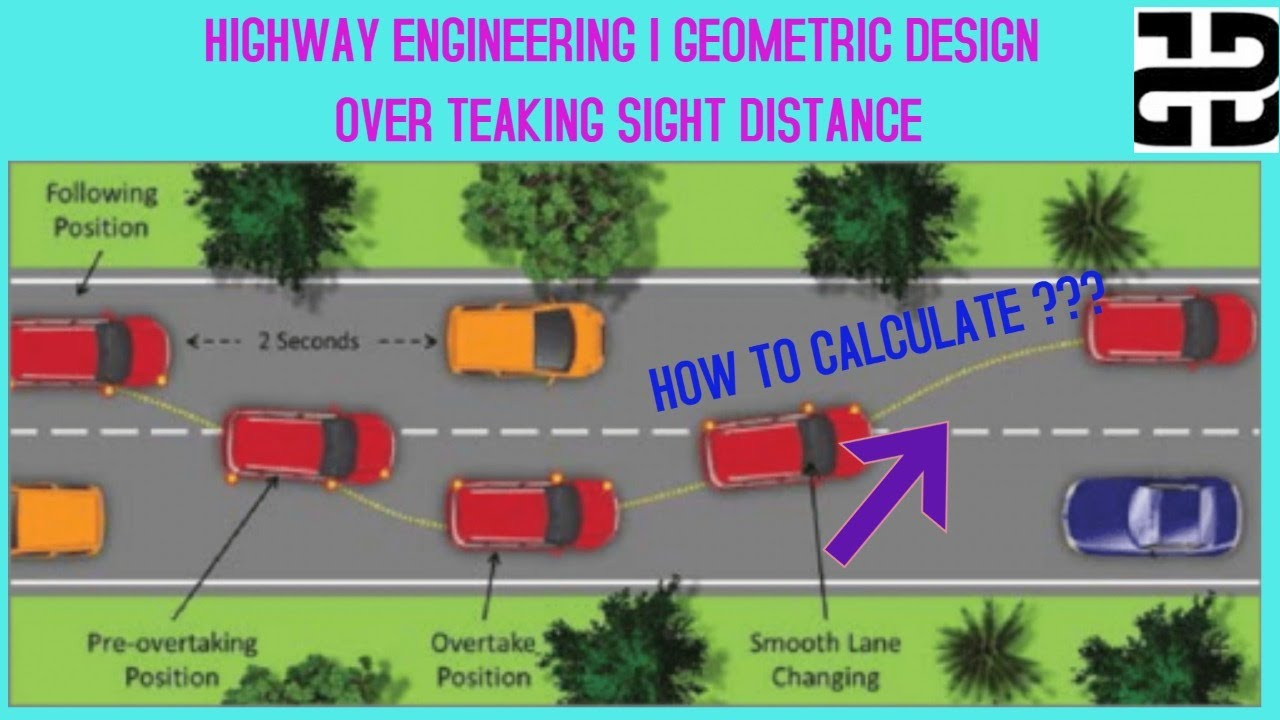 HIGHWAY ENGINEERING | GEOMETRIC DESIGN
OVER TEAKING SIGHT DISTANCE
Following
Position
2 Seconds
HOW TO CALCULATE ???
Pre-overtaking
Position
Overtake
Position
Smooth Lane
Changing